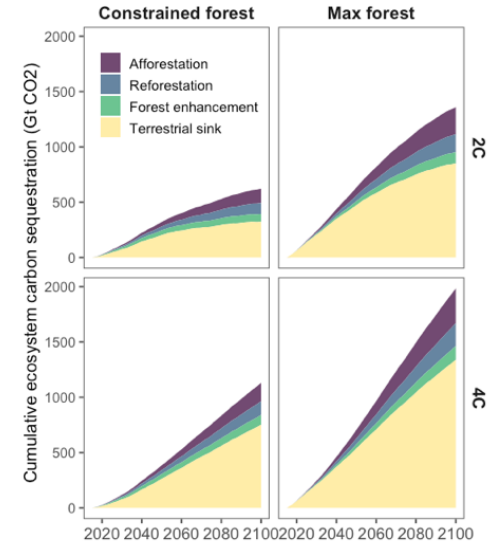 Constrained forest
Max forest
Cumulative ecosystem carbon sequestration (Gt CO2)
2000
1500
1000
500
0
Afforestation
Reforestation
Forest enhancement
Terrestrial sink
2C
2000
1500
1000
500
0
4C
2020 2040 2060 2080 2100
2020 2040 2060 2080 2100